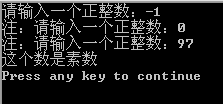 请输入一个正整数：-1
注：请输入一个正整数：0
注：请输入一个正整数：97
这个数是素数
Press any key to continue